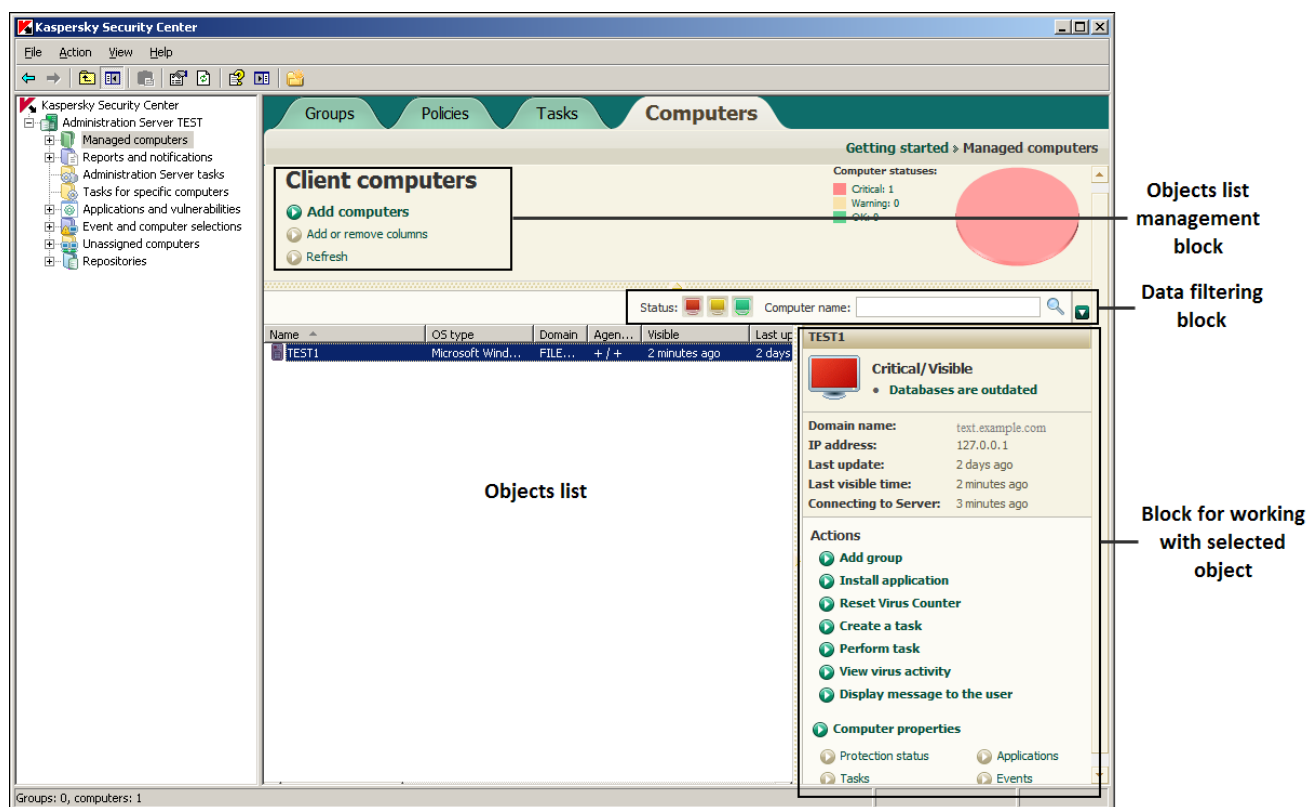 Kaspersky Security Center
File Action View Help
Kaspersky Security Center
Administration Server TEST
Managed computers
Reports and notifications
Administration Server tasks
Tasks for specific computers
Applications and vulnerabilities
Event and computer selections
Unassigned computers
Repositories
Groups Policies Tasks Computers
Getting started » Managed computers
Client computers
Add computers
Add or remove columns
Refresh
Computer statuses:
Critical: 1
Warning: 0
OK: 0
Status: Computer name:
Name OS type Domain Agen... Visible Last up
TEST1 Microsoft Wind... FILE... + / + 2 minutes ago 2 days
Objects list
TEST1
Critical/Visible
• Databases are outdated
Domain name: text.example.com
IP address: 127.0.0.1
Last update: 2 days ago
Last visible time: 2 minutes ago
Connecting to Server: 3 minutes ago
Actions
Add group
Install application
Reset Virus Counter
Create a task
Perform task
View virus activity
Display message to the user
Computer properties
Protection status Applications
Tasks Events
Groups: 0, computers: 1
Objects list
management
block
Data filtering
block
Block for working
with selected
object